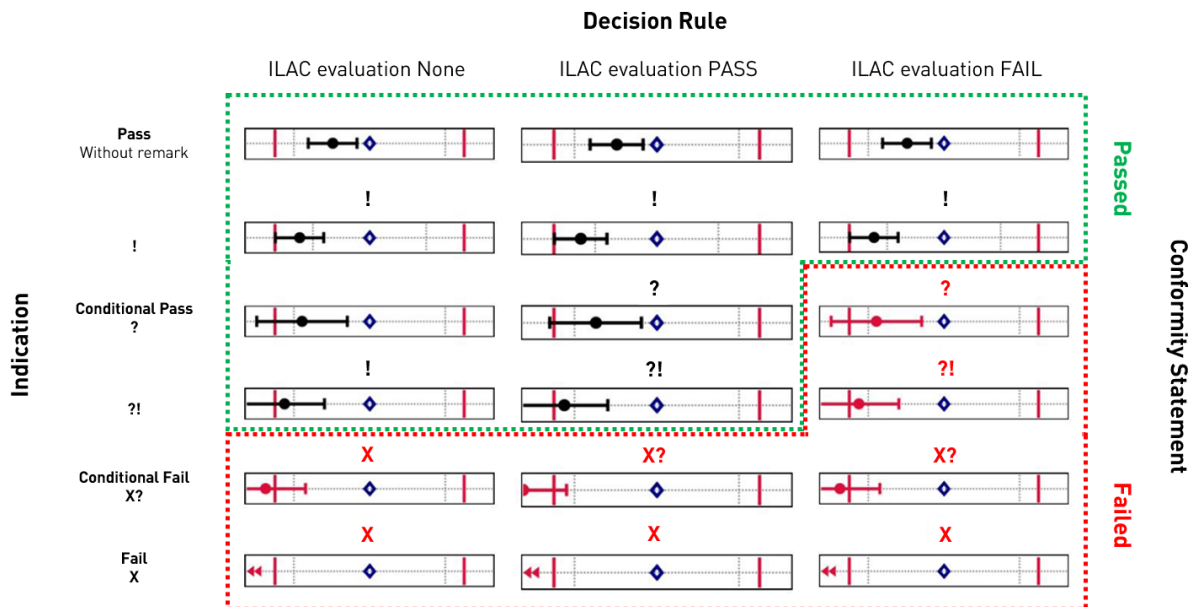 Decision Rule
ILAC evaluation None
ILAC evaluation PASS
ILAC evaluation FAIL
Pass
Without remark
Passed
! ! !
!
Conformity Statement
Indication
Conditional Pass
?
? ?
?!
! ?! ?!
Conditional Fail
X?
X X? X?
Failed
Fail
X
X X X